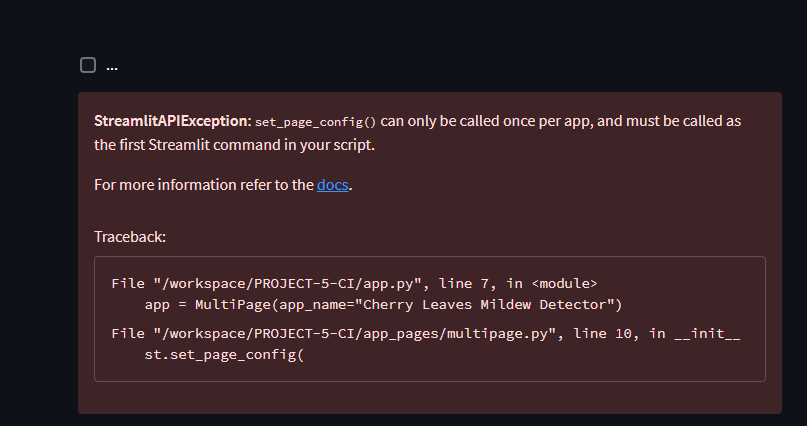 ...
StreamlitAPIException: set_page_config() can only be called once per app, and must be called as
the first Streamlit command in your script.
For more information refer to the docs.
Traceback:
File "/workspace/PROJECT-5-CI/app.py", line 7, in <module>
    app = MultiPage(app_name="Cherry Leaves Mildew Detector")
File "/workspace/PROJECT-5-CI/app_pages/multipage.py", line 10, in __init__
    st.set_page_config(